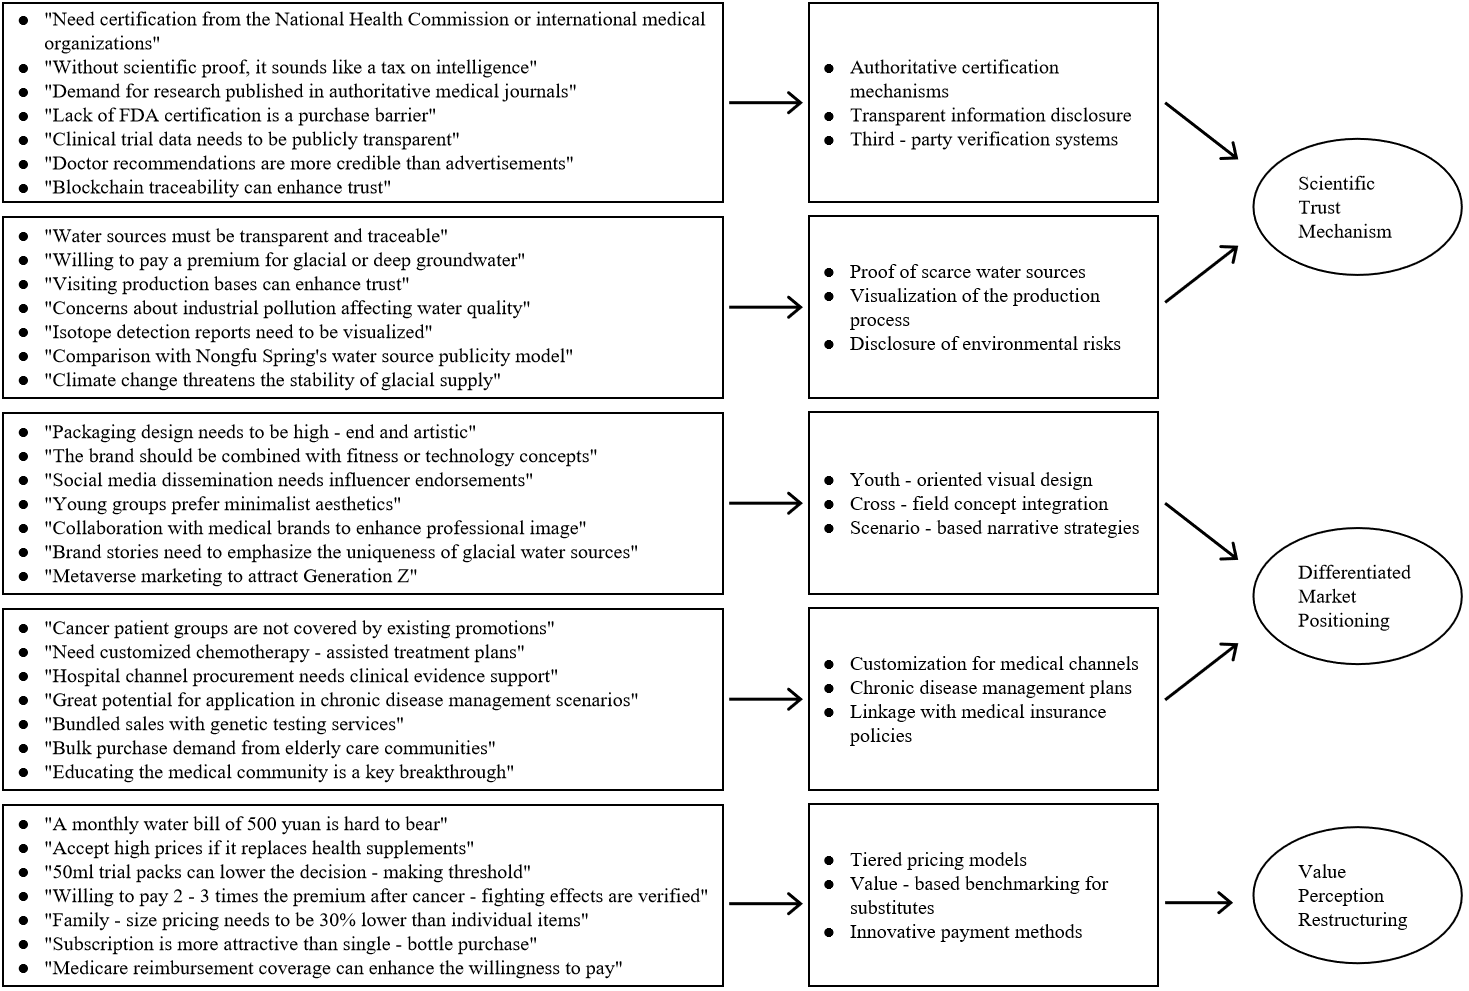 ● "Need certification from the National Health Commission or international medical
organizations"
● "Without scientific proof, it sounds like a tax on intelligence"
● "Demand for research published in authoritative medical journals"
● "Lack of FDA certification is a purchase barrier"
● "Clinical trial data needs to be publicly transparent"
● "Doctor recommendations are more credible than advertisements"
● "Blockchain traceability can enhance trust"
● Authoritative certification
mechanisms
● Transparent information disclosure
● Third - party verification systems
● "Water sources must be transparent and traceable"
● "Willing to pay a premium for glacial or deep groundwater"
● "Visiting production bases can enhance trust"
● "Concerns about industrial pollution affecting water quality"
● "Isotope detection reports need to be visualized"
● "Comparison with Nongfu Spring's water source publicity model"
● "Climate change threatens the stability of glacial supply"
● Proof of scarce water sources
● Visualization of the production
process
● Disclosure of environmental risks
Scientific
Trust
Mechanism
● "Packaging design needs to be high - end and artistic"
● "The brand should be combined with fitness or technology concepts"
● "Social media dissemination needs influencer endorsements"
● "Young groups prefer minimalist aesthetics"
● "Collaboration with medical brands to enhance professional image"
● "Brand stories need to emphasize the uniqueness of glacial water sources"
● "Metaverse marketing to attract Generation Z"
● Youth - oriented visual design
● Cross - field concept integration
● Scenario - based narrative strategies
● "Cancer patient groups are not covered by existing promotions"
● "Need customized chemotherapy - assisted treatment plans"
● "Hospital channel procurement needs clinical evidence support"
● "Great potential for application in chronic disease management scenarios"
● "Bundled sales with genetic testing services"
● "Bulk purchase demand from elderly care communities"
● "Educating the medical community is a key breakthrough"
● Customization for medical channels
● Chronic disease management plans
● Linkage with medical insurance
policies
Differentiated
Market
Positioning
● "A monthly water bill of 500 yuan is hard to bear"
● "Accept high prices if it replaces health supplements"
● "50ml trial packs can lower the decision - making threshold"
● "Willing to pay 2 - 3 times the premium after cancer - fighting effects are verified"
● "Family - size pricing needs to be 30% lower than individual items"
● "Subscription is more attractive than single - bottle purchase"
● "Medicare reimbursement coverage can enhance the willingness to pay"
● Tiered pricing models
● Value - based benchmarking for
substitutes
● Innovative payment methods
Value
Perception
Restructuring